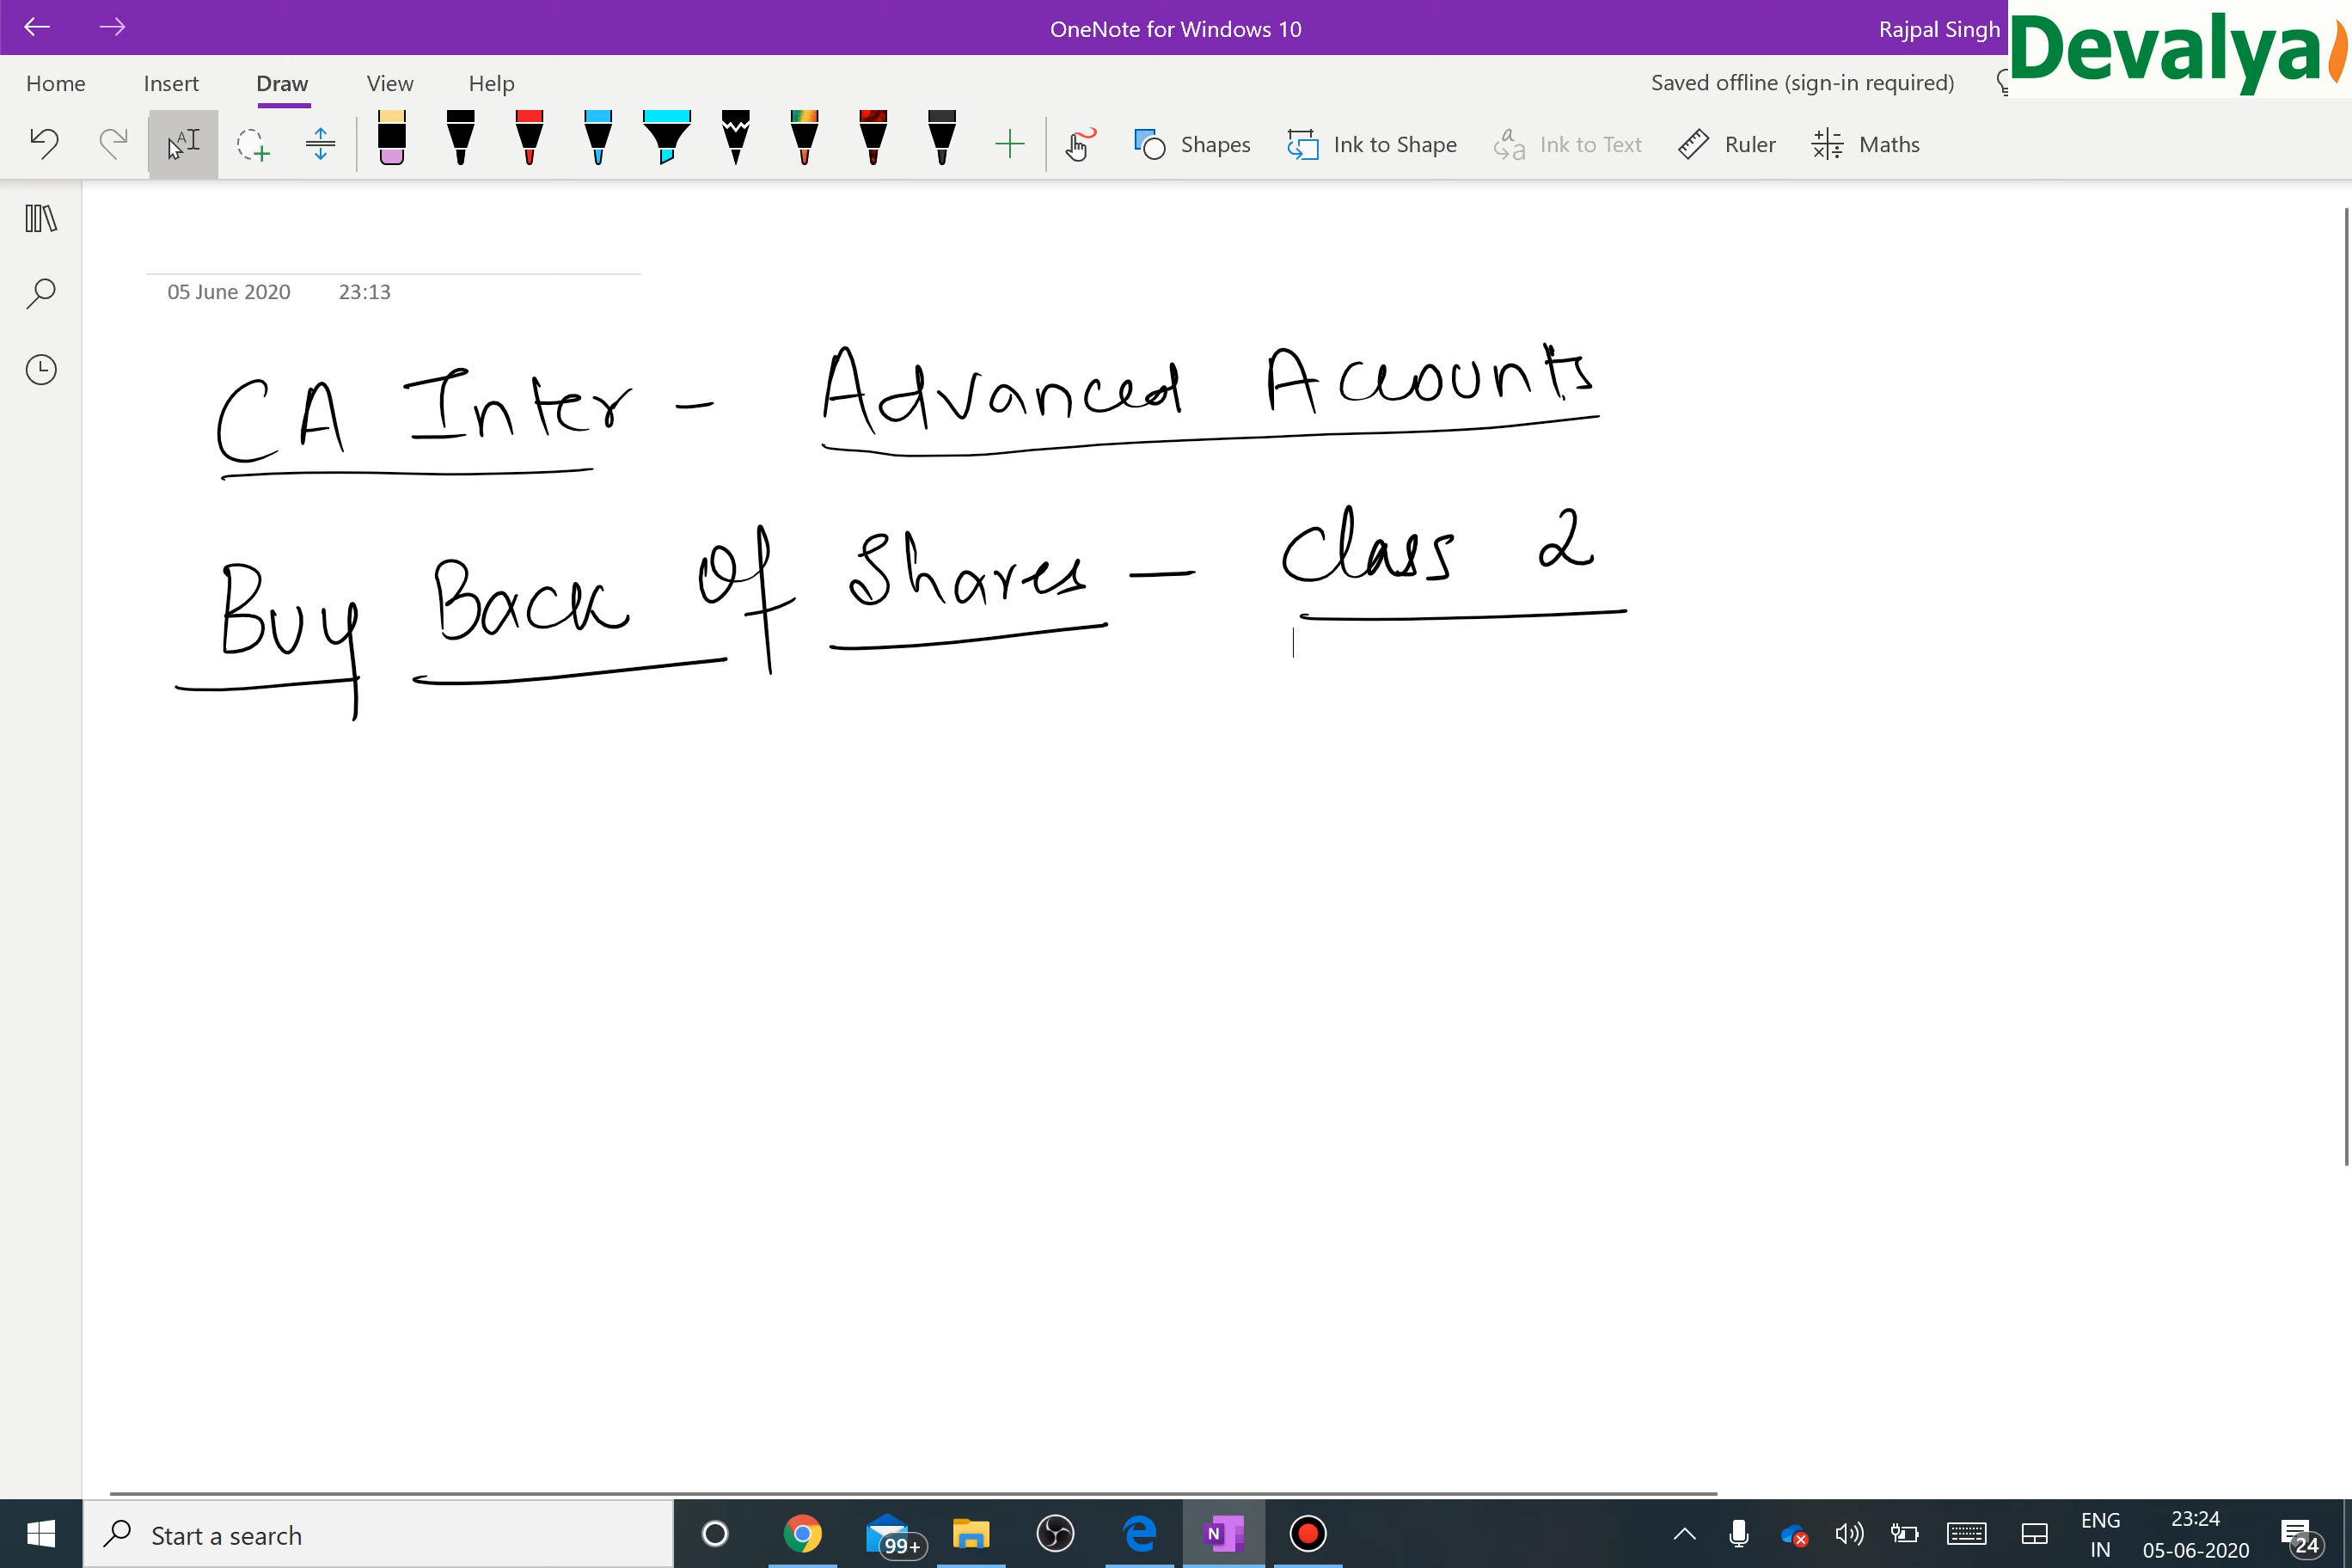 OneNote for Windows 10
Rajpal Singh
Devalya
Home Insert Draw View Help
Saved offline (sign-in required)
Shapes Ink to Shape Ink to Text Ruler Maths
05 June 2020 23:13
CA Inter - Advanced Accounts
Buy Back Of Shares - Class 2
Start a search
99+
ENG
IN
23:24
05-06-2020
24